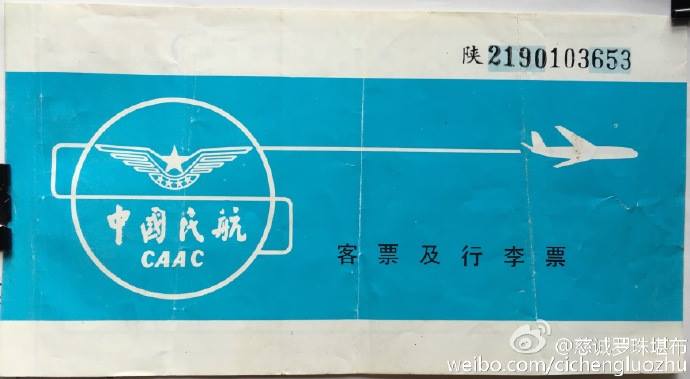 陕2190103653
中國民航
CAAC
客票及行李票
@慈诚罗珠堪布
weibo.com/cichengluozhu